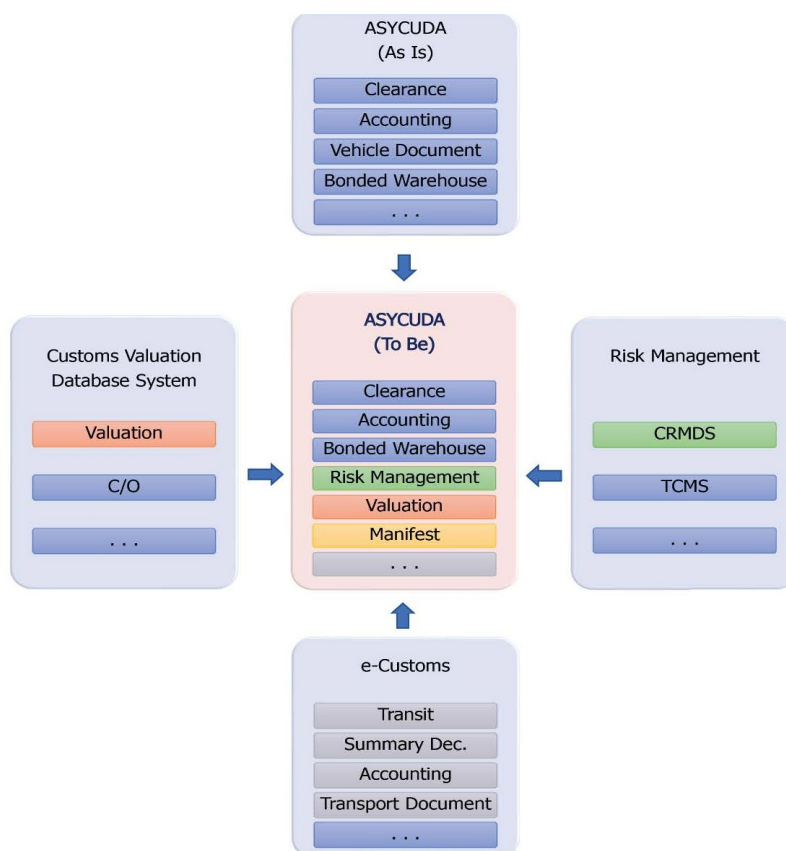 ASYCUDA
(As Is)
Clearance
Accounting
Vehicle Document
Bonded Warehouse
. . .
Customs Valuation
Database System
Valuation
C/O
. . .
ASYCUDA
(To Be)
Clearance
Accounting
Bonded Warehouse
Risk Management
Valuation
Manifest
. . .
Risk Management
CRMDS
TCMS
. . .
e-Customs
Transit
Summary Dec.
Accounting
Transport Document
. . .